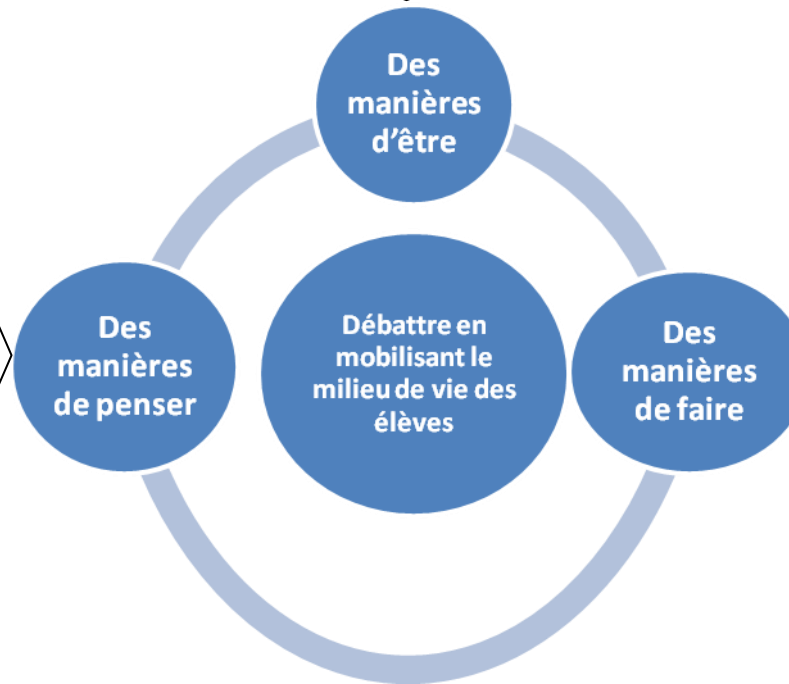 Des
manières
d'être
Des
manières
de penser
Débattre en
mobilisant le
milieu de vie des
élèves
Des
manières
de faire